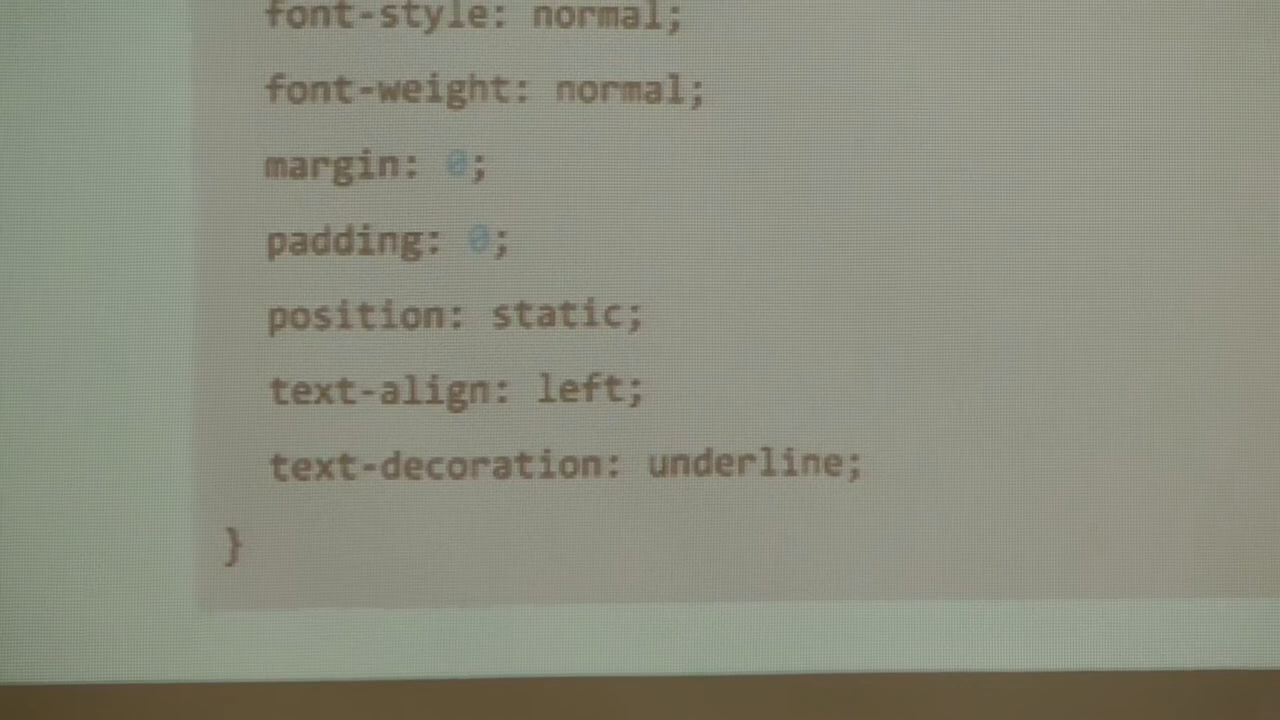 font-style: normal;
font-weight: normal;
margin: 0;
padding: 0;
position: static;
text-align: left;
text-decoration: underline;
}